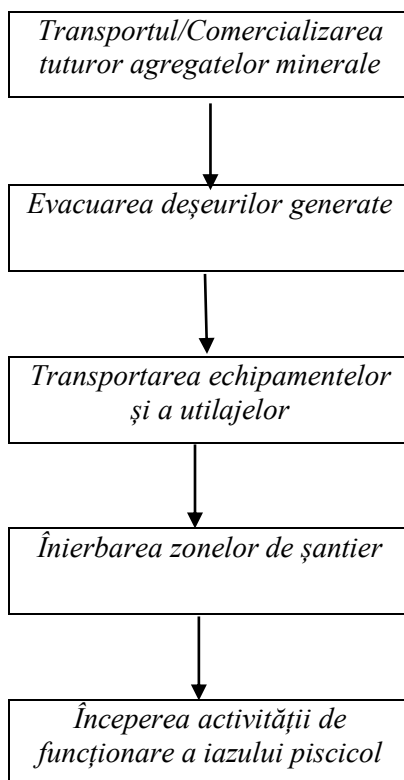 Transportul/Comercializarea
tuturor agregatelor minerale
Evacuarea deșeurilor generate
Transportarea echipamentelor
și a utilajelor
Înierbarea zonelor de șantier
Începerea activității de
funcționare a iazului piscicol